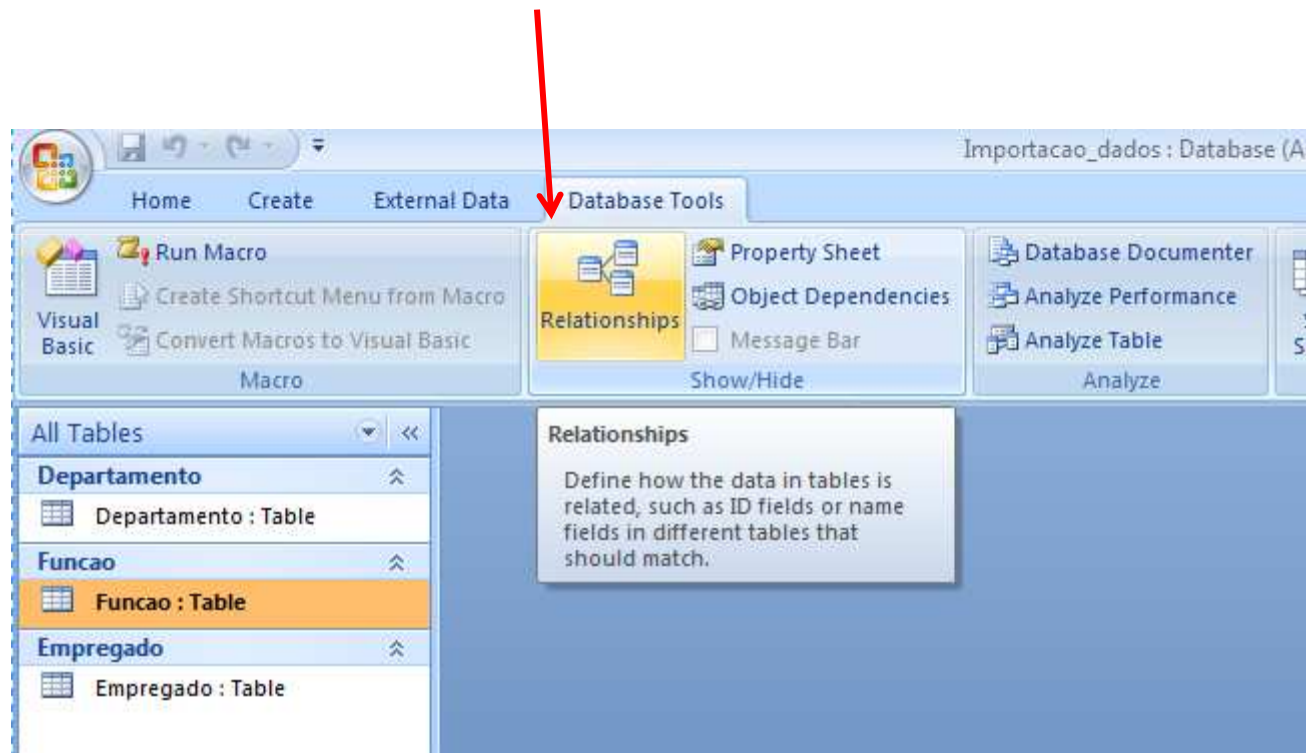 Importacao_dados : Database (A
Home Create External Data Database Tools
Visual Basic
Run Macro
Create Shortcut Menu from Macro
Convert Macros to Visual Basic
Macro
Relationships
Property Sheet
Object Dependencies
Message Bar
Show/Hide
Database Documenter
Analyze Performance
Analyze Table
Analyze
S
All Tables
Departamento
Departamento : Table
Funcao
Funcao : Table
Empregado
Empregado : Table
Relationships
Define how the data in tables is
related, such as ID fields or name
fields in different tables that
should match.